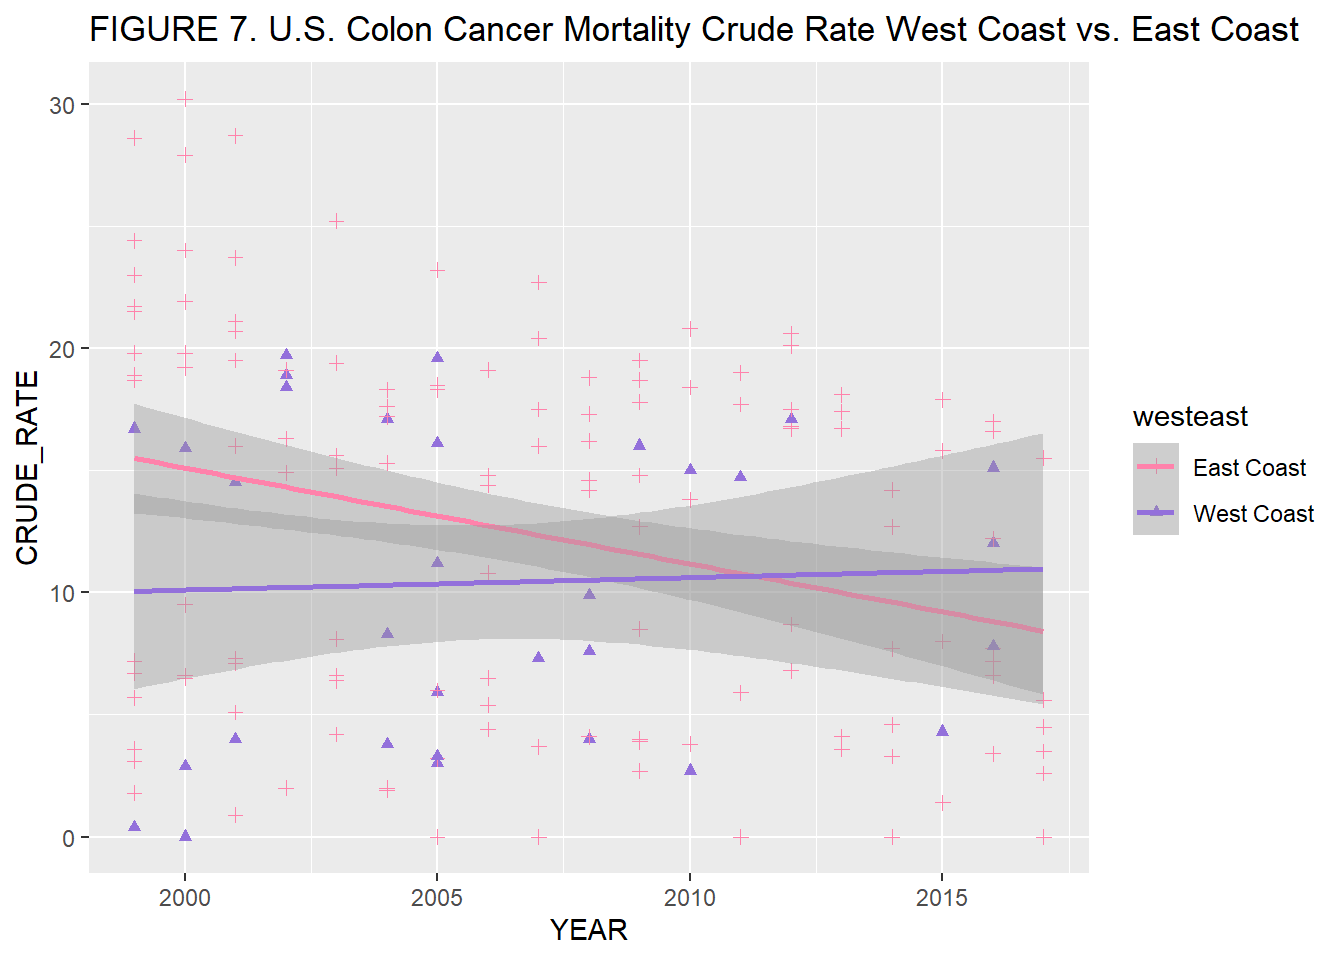 FIGURE 7. U.S. Colon Cancer Mortality Crude Rate West Coast vs. East Coast
30
20
10
0
CRUDE_RATE
2000
2005
2010
2015
YEAR
westeast
East Coast
West Coast